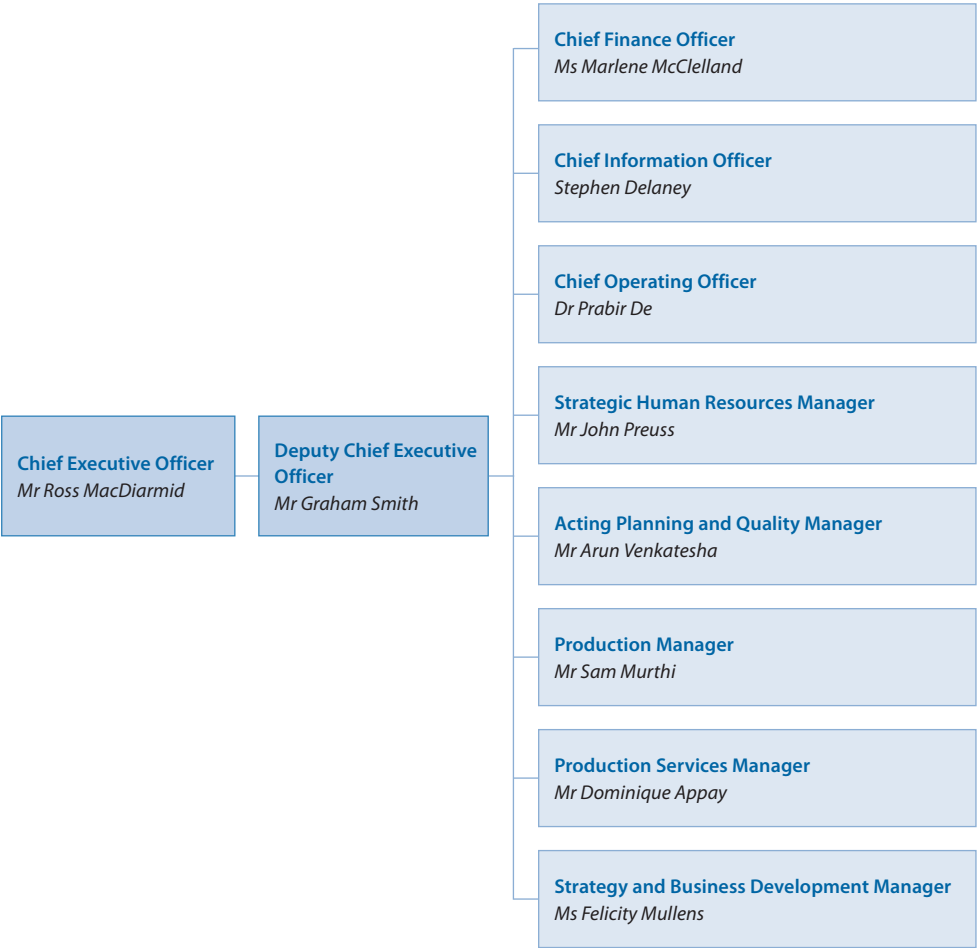 Chief Executive Officer
Mr Ross MacDiarmid
Deputy Chief Executive
Officer
Mr Graham Smith
Chief Finance Officer
Ms Marlene McClelland
Chief Information Officer
Stephen Delaney
Chief Operating Officer
Dr Prabir De
Strategic Human Resources Manager
Mr John Preuss
Acting Planning and Quality Manager
Mr Arun Venkatesha
Production Manager
Mr Sam Murthi
Production Services Manager
Mr Dominique Appay
Strategy and Business Development Manager
Ms Felicity Mullens